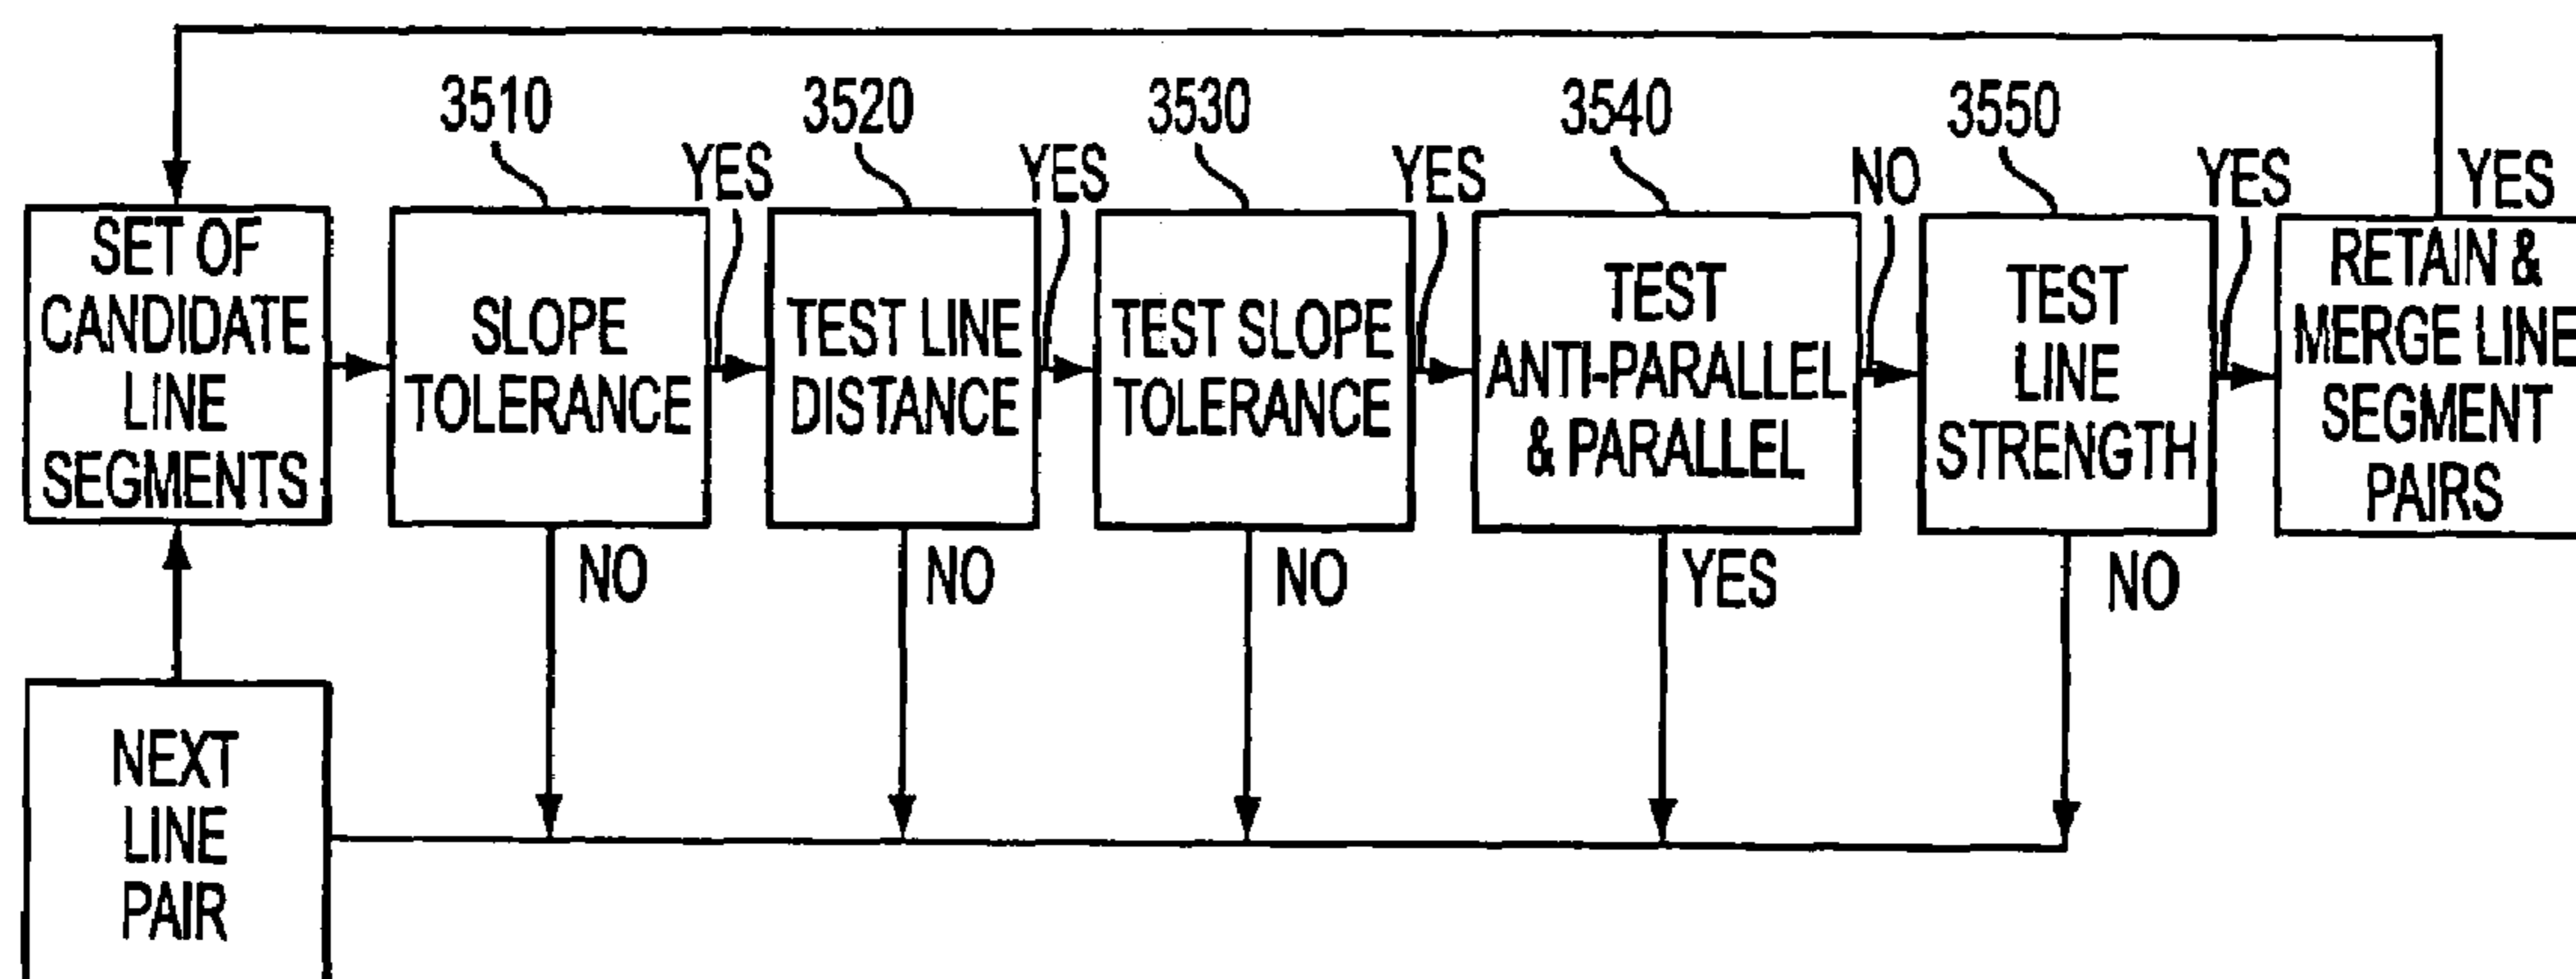 3510
3520
3530
3540
3550
YES
YES
YES
NO
YES
YES
SET OF
CANDIDATE
LINE
SEGMENTS
SLOPE
TOLERANCE
TEST LINE
DISTANCE
TEST SLOPE
TOLERANCE
TEST
ANTI-PARALLEL
& PARALLEL
TEST
LINE
STRENGTH
RETAIN &
MERGE LINE
SEGMENT
PAIRS
NO
NO
NO
YES
NO
NEXT
LINE
PAIR